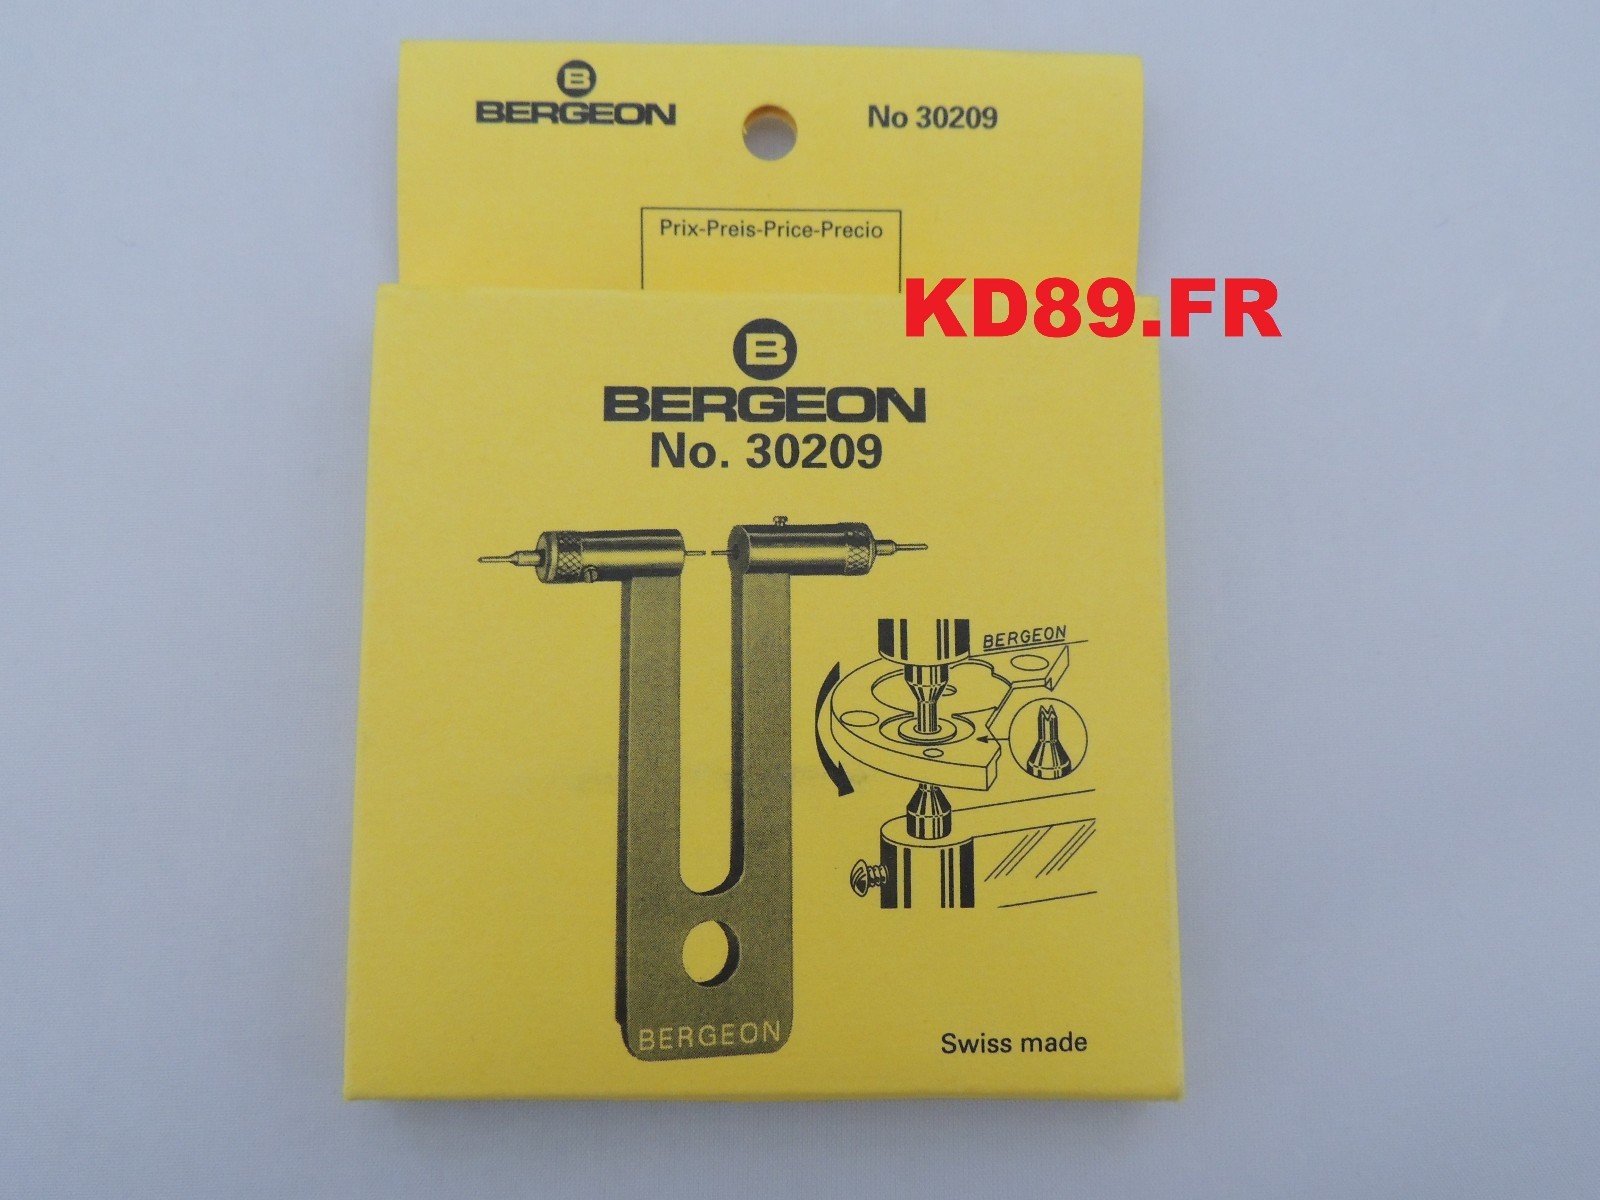 B
BERGEON
No 30209
Prix-Preis-Price-Precio
KD89.FR
B
BERGEON
No. 30209
BERGEON
BERGEON
Swiss made